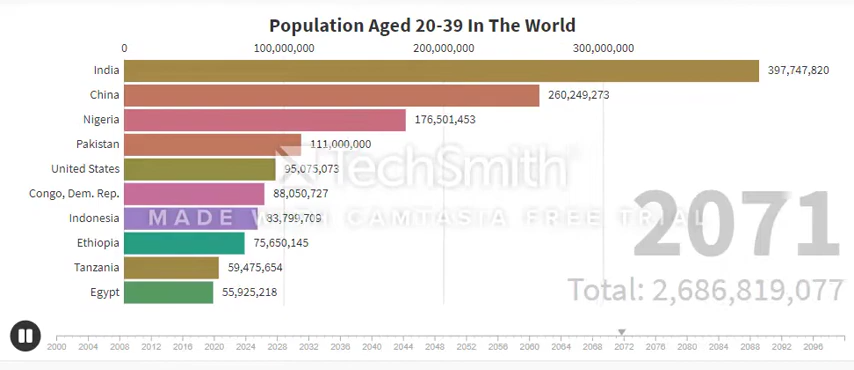 Population Aged 20-39 In The World
0 100,000,000 200,000,000 300,000,000
India 397,747,820
China 260,249,273
Nigeria 176,501,453
Pakistan 111,000,000
TechSmith®
United States 95,075,073
Congo, Dem. Rep. 88,050,727
MADE WITH CAMTASIA FREE TRIAL
Indonesia 83,799,709
2071
Ethiopia 75,650,145
Tanzania 59,475,654
Total: 2,686,819,077
Egypt 55,925,218
2000 2004 2008 2012 2016 2020 2024 2028 2032 2036 2040 2044 2048 2052 2056 2060 2064 2068 2072 2076 2080 2084 2088 2092 2096